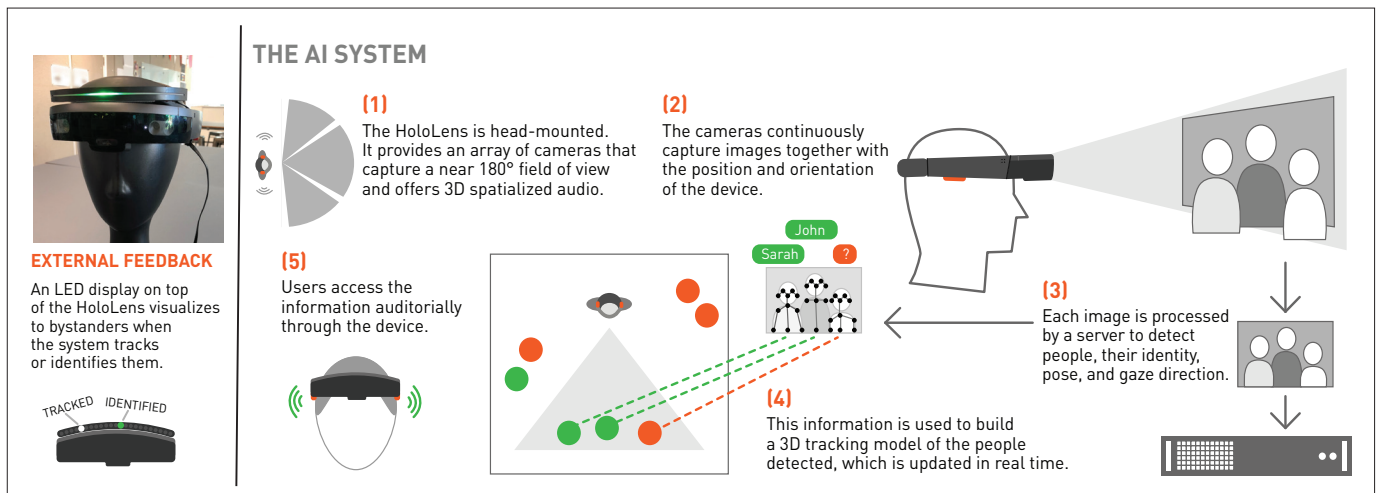 EXTERNAL FEEDBACK
An LED display on top
of the HoloLens visualizes
to bystanders when
the system tracks
or identifies them.
TRACKED IDENTIFIED
THE AI SYSTEM
(1)
The HoloLens is head-mounted.
It provides an array of cameras that
capture a near 180° field of view
and offers 3D spatialized audio.
(2)
The cameras continuously
capture images together with
the position and orientation
of the device.
(3)
Each image is processed
by a server to detect
people, their identity,
pose, and gaze direction.
John
Sarah
?
(4)
This information is used to build
a 3D tracking model of the people
detected, which is updated in real time.
(5)
Users access the
information auditorially
through the device.